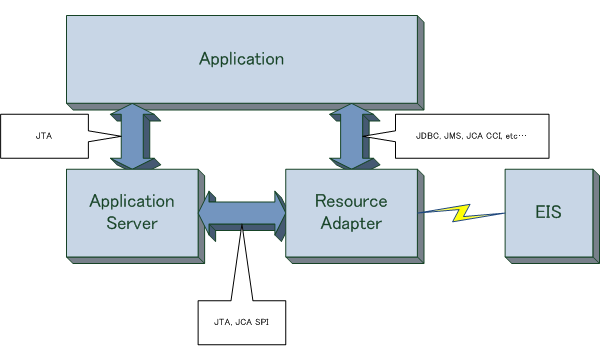 Application
JTA
JDBC, JMS, JCA CCI, etc…
Application
Server
Resource
Adapter
EIS
JTA, JCA SPI